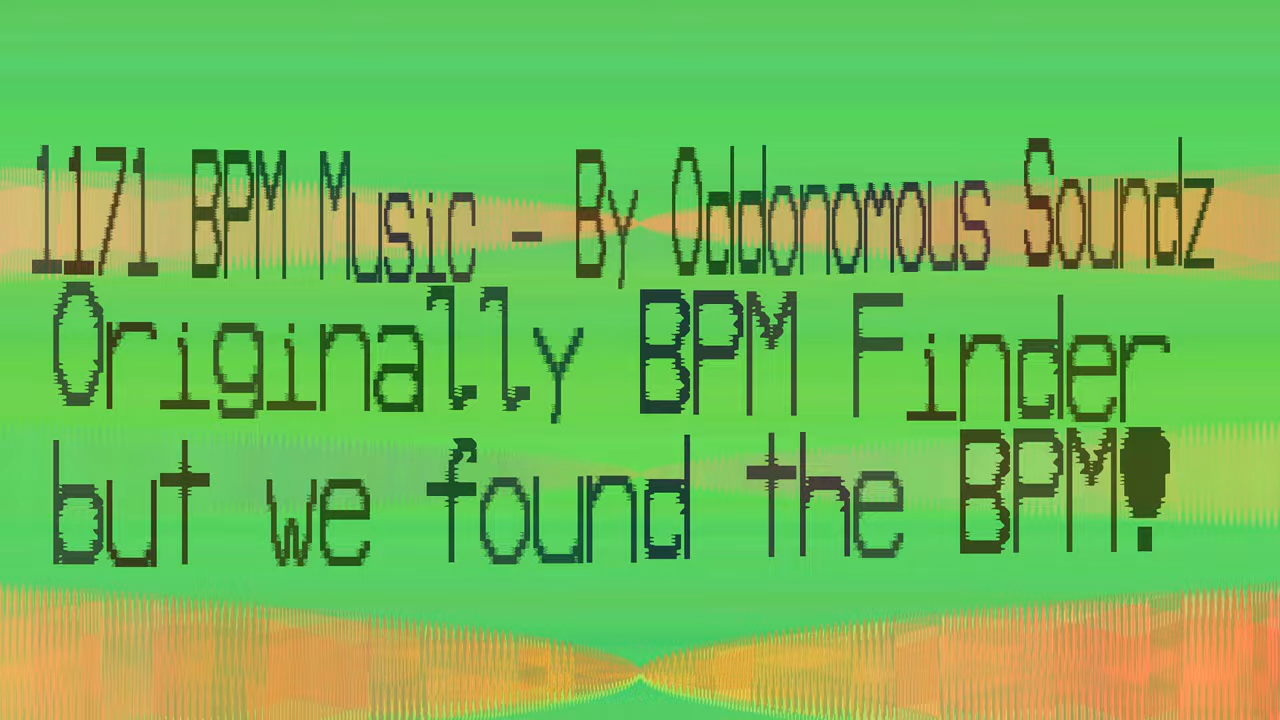 1171 BPM Music - By Oddonomous Soundz
Originally BPM Finder
but we found the BPM!